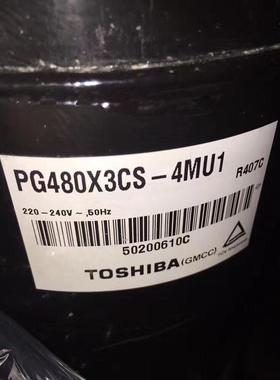 PG480X3CS-4MU1 R407C
220-240V~,50Hz
50200610C
TOSHIBA(GMCC)